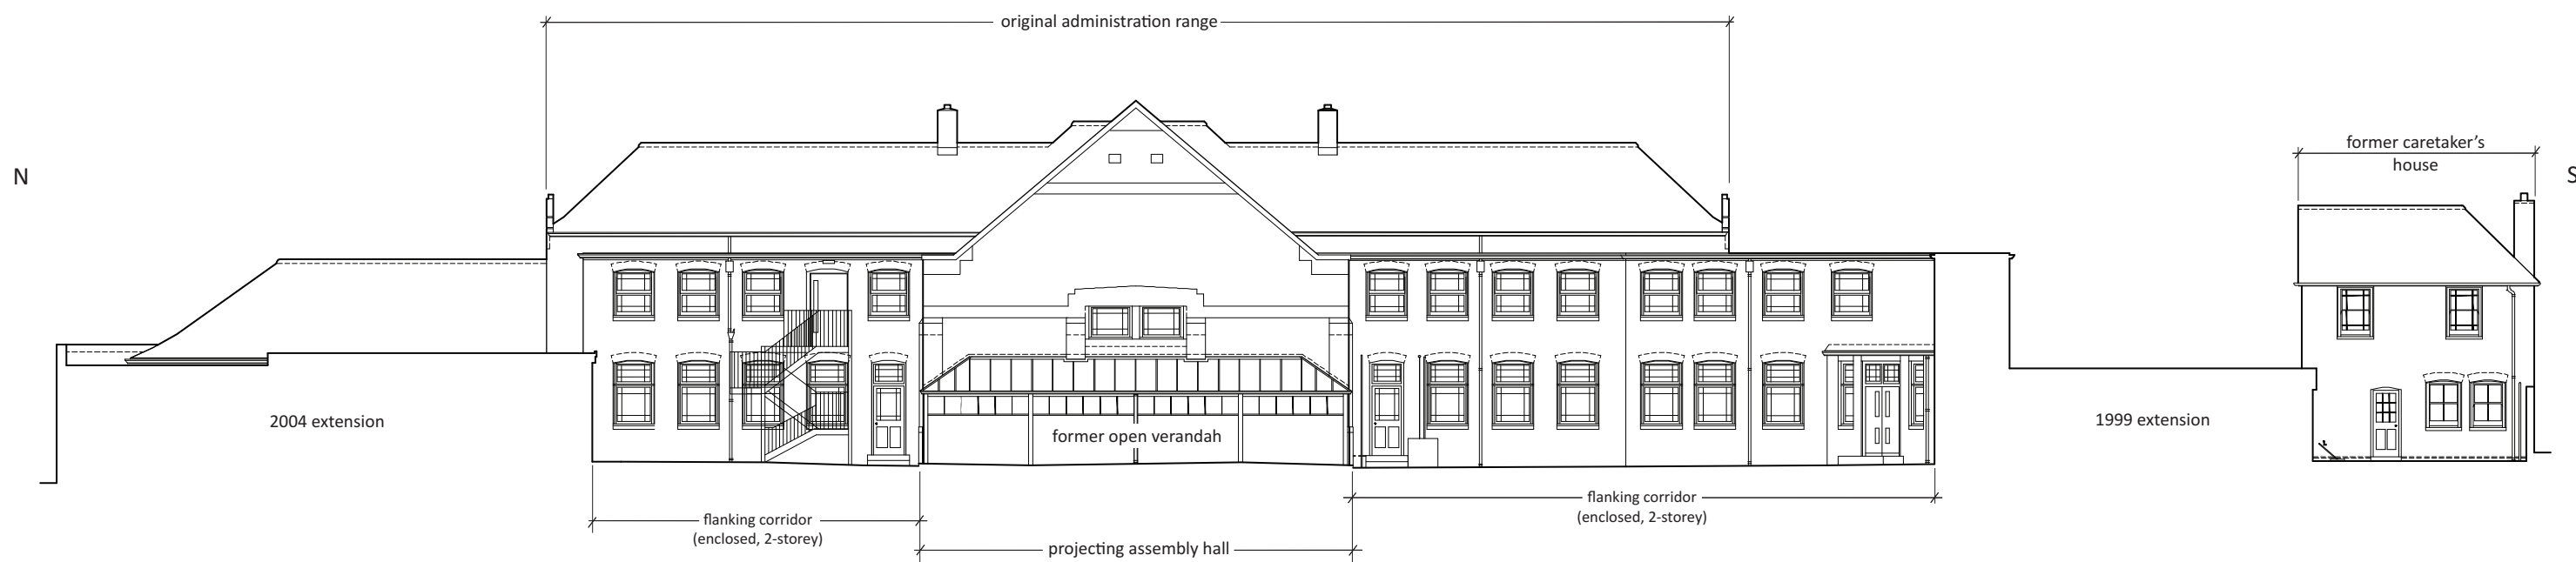 original administration range
former caretaker's
house
N
S
2004 extension
former open verandah
1999 extension
flanking corridor
(enclosed, 2-storey)
flanking corridor
(enclosed, 2-storey)
projecting assembly hall